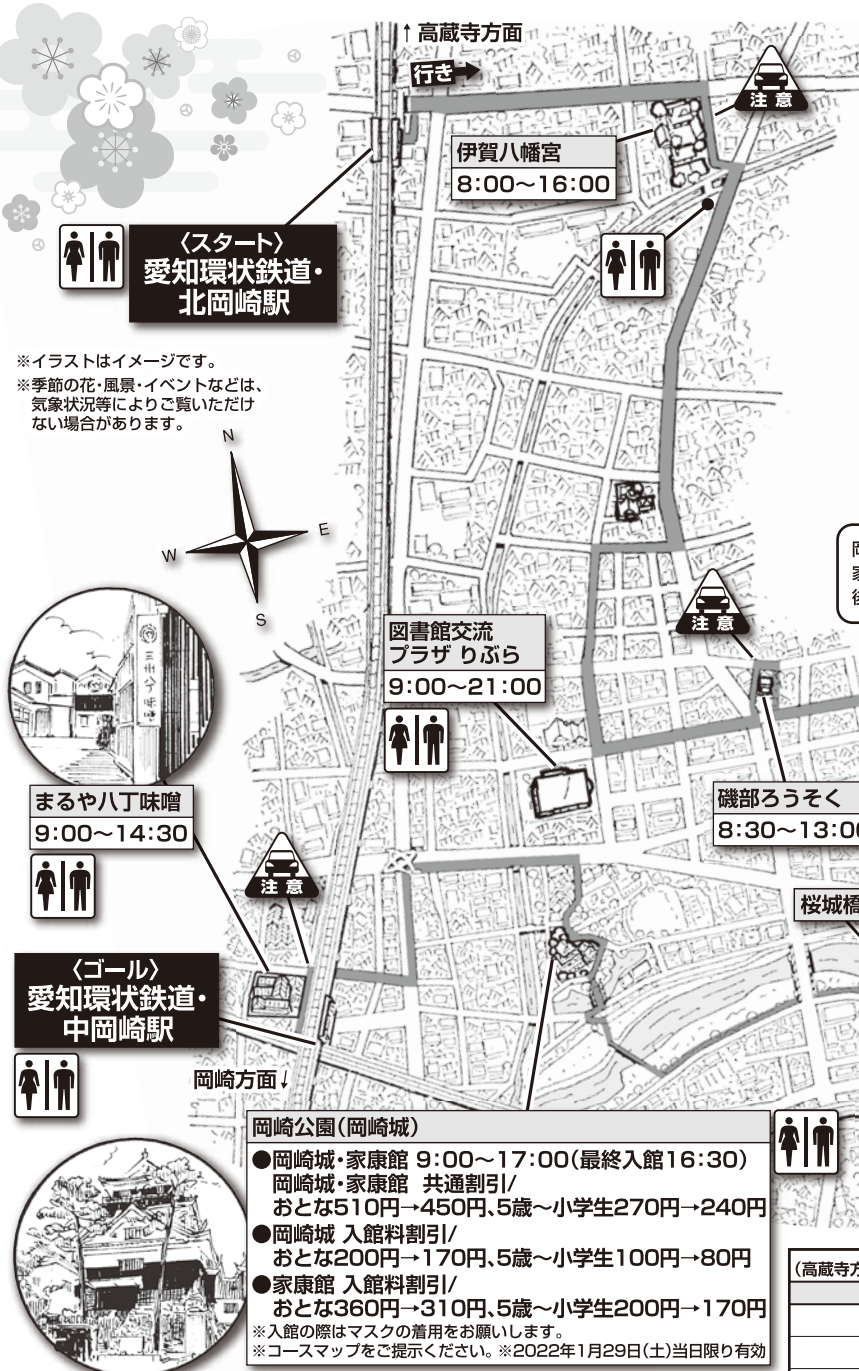 ↑高蔵寺方面
行き
注意
伊賀八幡宮
8:00〜16:00
〈スタート〉
愛知環状鉄道・
北岡崎駅
※イラストはイメージです。
※季節の花・風景・イベントなどは、
気象状況等によりご覧いただけ
ない場合があります。
N
E
W
S
注意
図書館交流
プラザ りぶら
9:00〜21:00
三州八丁味噌
まるや八丁味噌
9:00〜14:30
磯部ろうそく
8:30〜13:00
注意
桜城橋
〈ゴール〉
愛知環状鉄道・
中岡崎駅
岡崎方面↓
岡崎公園(岡崎城)
●岡崎城・家康館 9:00〜17:00(最終入館16:30)
岡崎城・家康館 共通割引/
おとな510円→450円、5歳〜小学生270円→240円
●岡崎城 入館料割引/
おとな200円→170円、5歳〜小学生100円→80円
●家康館 入館料割引/
おとな360円→310円、5歳〜小学生200円→170円
※入館の際はマスクの着用をお願いします。
※コースマップをご提示ください。※2022年1月29日(土)当日限り有効
(高蔵寺方